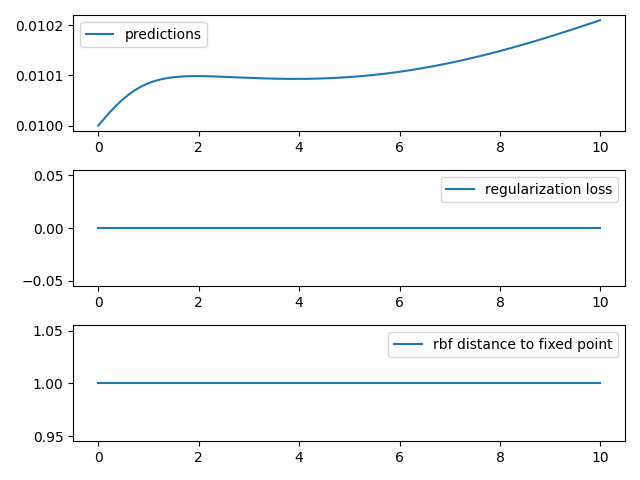 0.0102
predictions
0.0101
0.0100
0 2 4 6 8 10
0.05
regularization loss
0.00
−0.05
0 2 4 6 8 10
1.05
rbf distance to fixed point
1.00
0.95
0 2 4 6 8 10